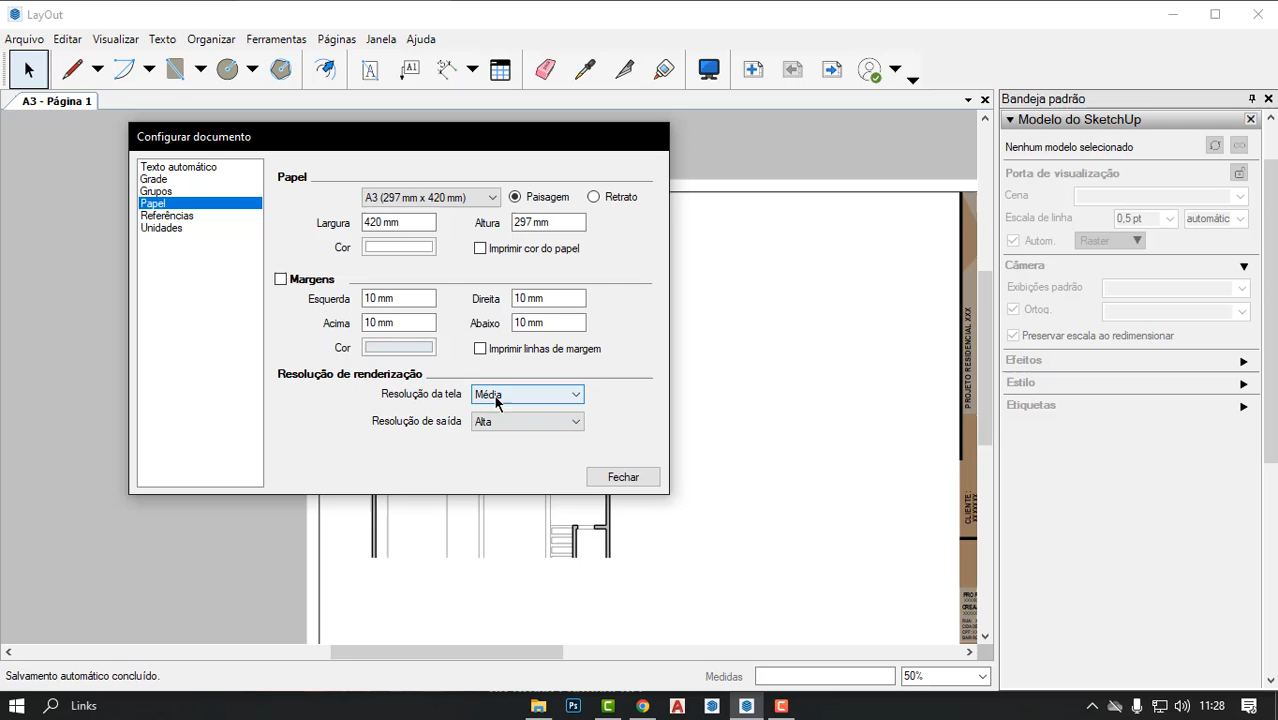 LayOut
Arquivo Editar Visualizar Texto Organizar Ferramentas Páginas Janela Ajuda
A3 - Página 1
Bandeja padrão
Modelo do SketchUp
Nenhum modelo selecionado
Porta de visualização
Cena
Escala de linha 0,5 pt automátic
Autom. Raster
Câmera
Exibições padrão
Ortog.
Preservar escala ao redimensionar
Efeitos
Estilo
Etiquetas
Configurar documento
Texto automático
Grade
Grupos
Papel
Referências
Unidades
Papel
A3 (297 mm x 420 mm) Paisagem Retrato
Largura 420 mm Altura 297 mm
Cor Imprimir cor do papel
Margens
Esquerda 10 mm Direita 10 mm
Acima 10 mm Abaixo 10 mm
Cor Imprimir linhas de margem
Resolução de renderização
Resolução da tela Média
Resolução de saída Alta
Fechar
PROJETO RESIDENCIAL XXX
CLIENTE :
Salvamento automático concluído.
Medidas
50%
Links
11:28